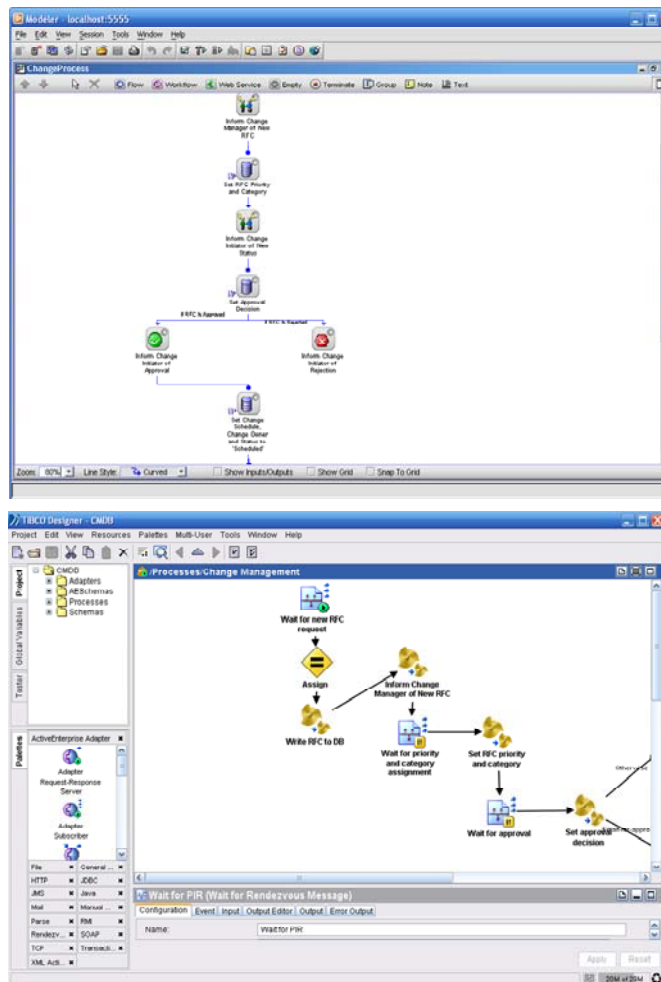 Modeler - localhost:5555
File Edit View Session Tools Window Help
ChangeProcess
Flow Workflow Web Service Empty Terminate Group Note Text
Inform Change
Manager of New
RFC
Set RFC Priority
and Category
Inform Change
Initiator of New
Status
Set Approval
Decision
If RFC is Approved
If RFC is Rejected
Inform Change
Initiator of
Approval
Inform Change
Initiator of
Rejection
Set Change
Schedule,
Change Owner
and Status to
'Scheduled'
Zoom: 80% Line Style: Curved Show Inputs/Outputs Show Grid Snap To Grid
TIBCO Designer - CMDB
Project Edit View Resources Palettes Multi-User Tools Window Help
Project
Global Variables
Tester
CMDB
Adapters
AESchemas
Processes
Schemas
/Processes/Change Management
Wait for new RFC
request
Assign
Write RFC to DB
Inform Change
Manager of New RFC
Wait for priority
and category
assignment
Set RFC priority
and category
Wait for approval
Set approval
decision
Palettes
ActiveEnterprise Adapter
Adapter
Request-Response
Server
Adapter
Subscriber
File General ...
HTTP JDBC
JMS Java
Mail Manual ...
Parse RMI
Rendezv... SOAP
TCP Transacti...
XML Acti...
Wait for PIR (Wait for Rendezvous Message)
Configuration Event Input Output Editor Output Error Output
Name: Wait for PIR
Apply Reset
20M of 25M